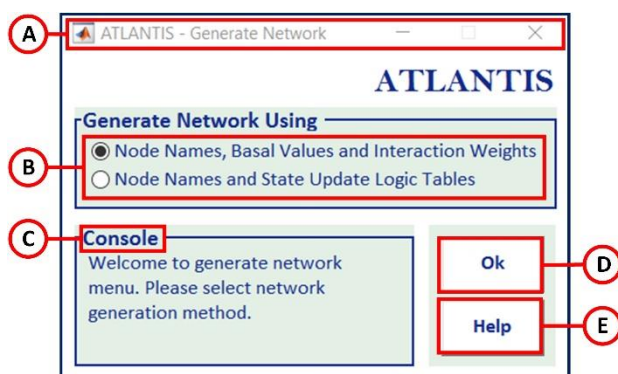 A
ATLANTIS - Generate Network
ATLANTIS
Generate Network Using
B
Node Names, Basal Values and Interaction Weights
Node Names and State Update Logic Tables
C
Console
Welcome to generate network
menu. Please select network
generation method.
Ok
D
Help
E